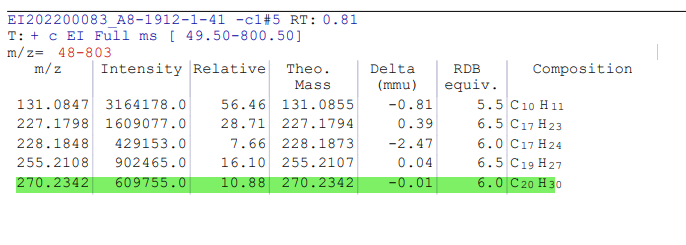 EI202200083_A8-1912-1-41 -c1#5 RT: 0.81
T: + c EI Full ms [ 49.50-800.50]
m/z= 48-803
m/z Intensity Relative Theo. Mass Delta (mmu) RDB equiv. Composition
131.0847 3164178.0 56.46 131.0855 -0.81 5.5 C10 H11
227.1798 1609077.0 28.71 227.1794 0.39 6.5 C17 H23
228.1848 429153.0 7.66 228.1873 -2.47 6.0 C17 H24
255.2108 902465.0 16.10 255.2107 0.04 6.5 C19 H27
270.2342 609755.0 10.88 270.2342 -0.01 6.0 C20 H30